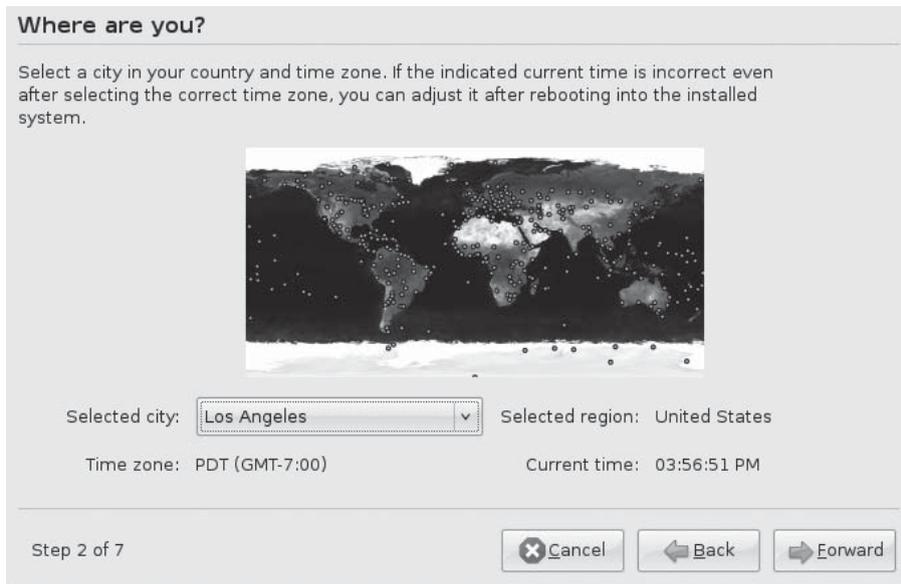 Where are you?
Select a city in your country and time zone. If the indicated current time is incorrect even
after selecting the correct time zone, you can adjust it after rebooting into the installed
system.
Selected city: Los Angeles Selected region: United States
Time zone: PDT (GMT-7:00) Current time: 03:56:51 PM
Step 2 of 7 Cancel Back Forward